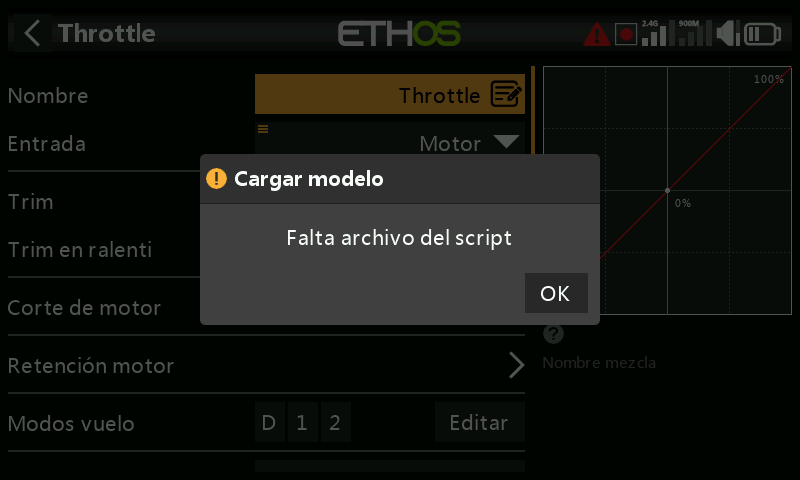 Throttle
ETHOS
2.4G
900M
Nombre
Throttle
Entrada
Motor
Trim
Trim en ralenti
Corte de motor
Retención motor
Modos vuelo
D 1 2
Editar
Cargar modelo
Falta archivo del script
OK
100%
0%
?
Nombre mezcla